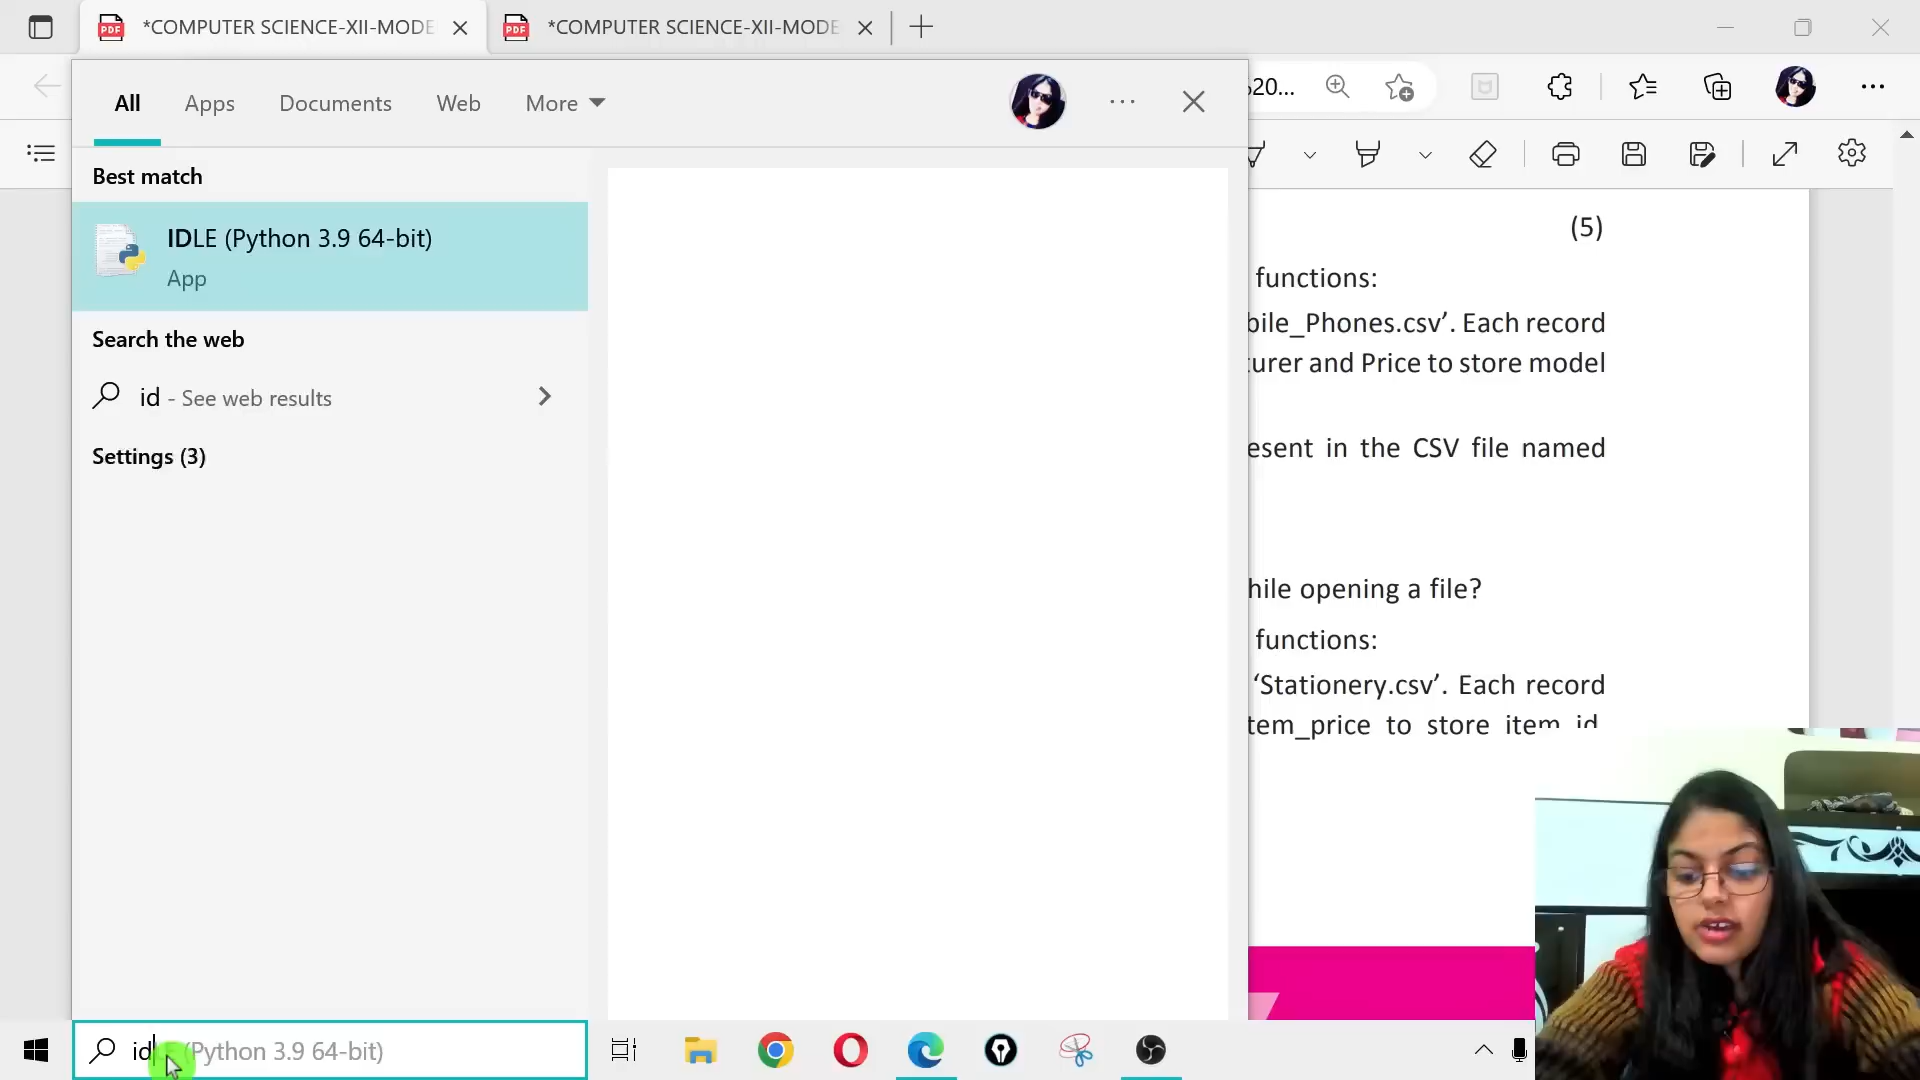 *COMPUTER SCIENCE-XII-MODE
*COMPUTER SCIENCE-XII-MODE
All
Apps
Documents
Web
More
20...
Best match
IDLE (Python 3.9 64-bit)
App
Search the web
id - See web results
Settings (3)
(5)
functions:
bile_Phones.csv’. Each record
turer and Price to store model
esent in the CSV file named
hile opening a file?
functions:
‘Stationery.csv’. Each record
tem_price to store item id
id (Python 3.9 64-bit)